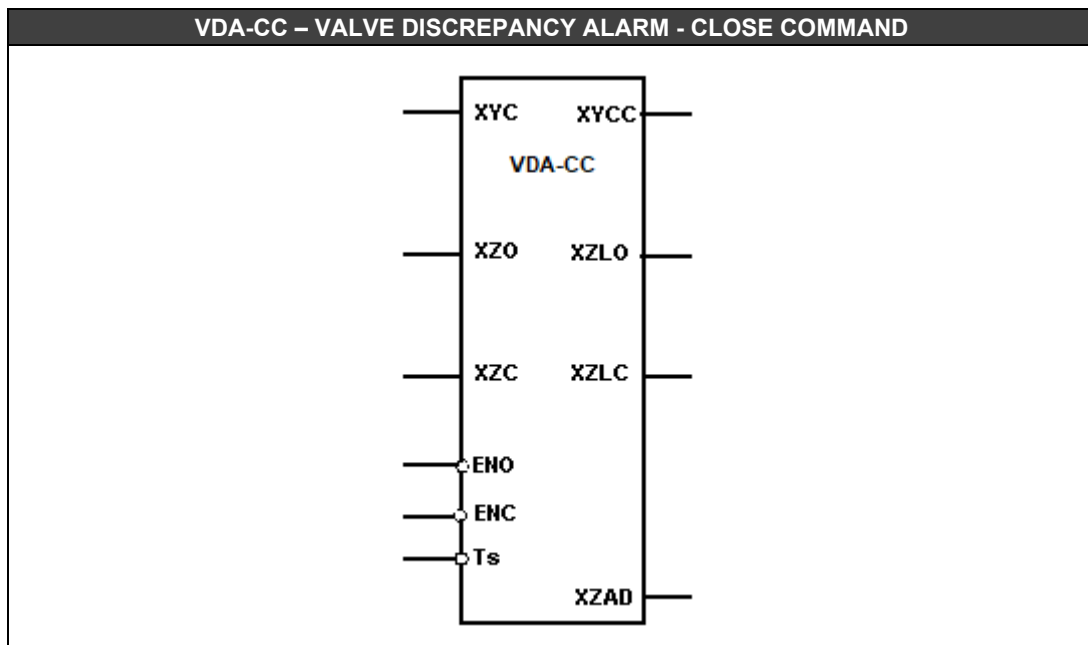 VDA-CC – VALVE DISCREPANCY ALARM - CLOSE COMMAND
XYC XYCC
VDA-CC
XZO XZLO
XZC XZLC
ENO
ENC
Ts
XZAD